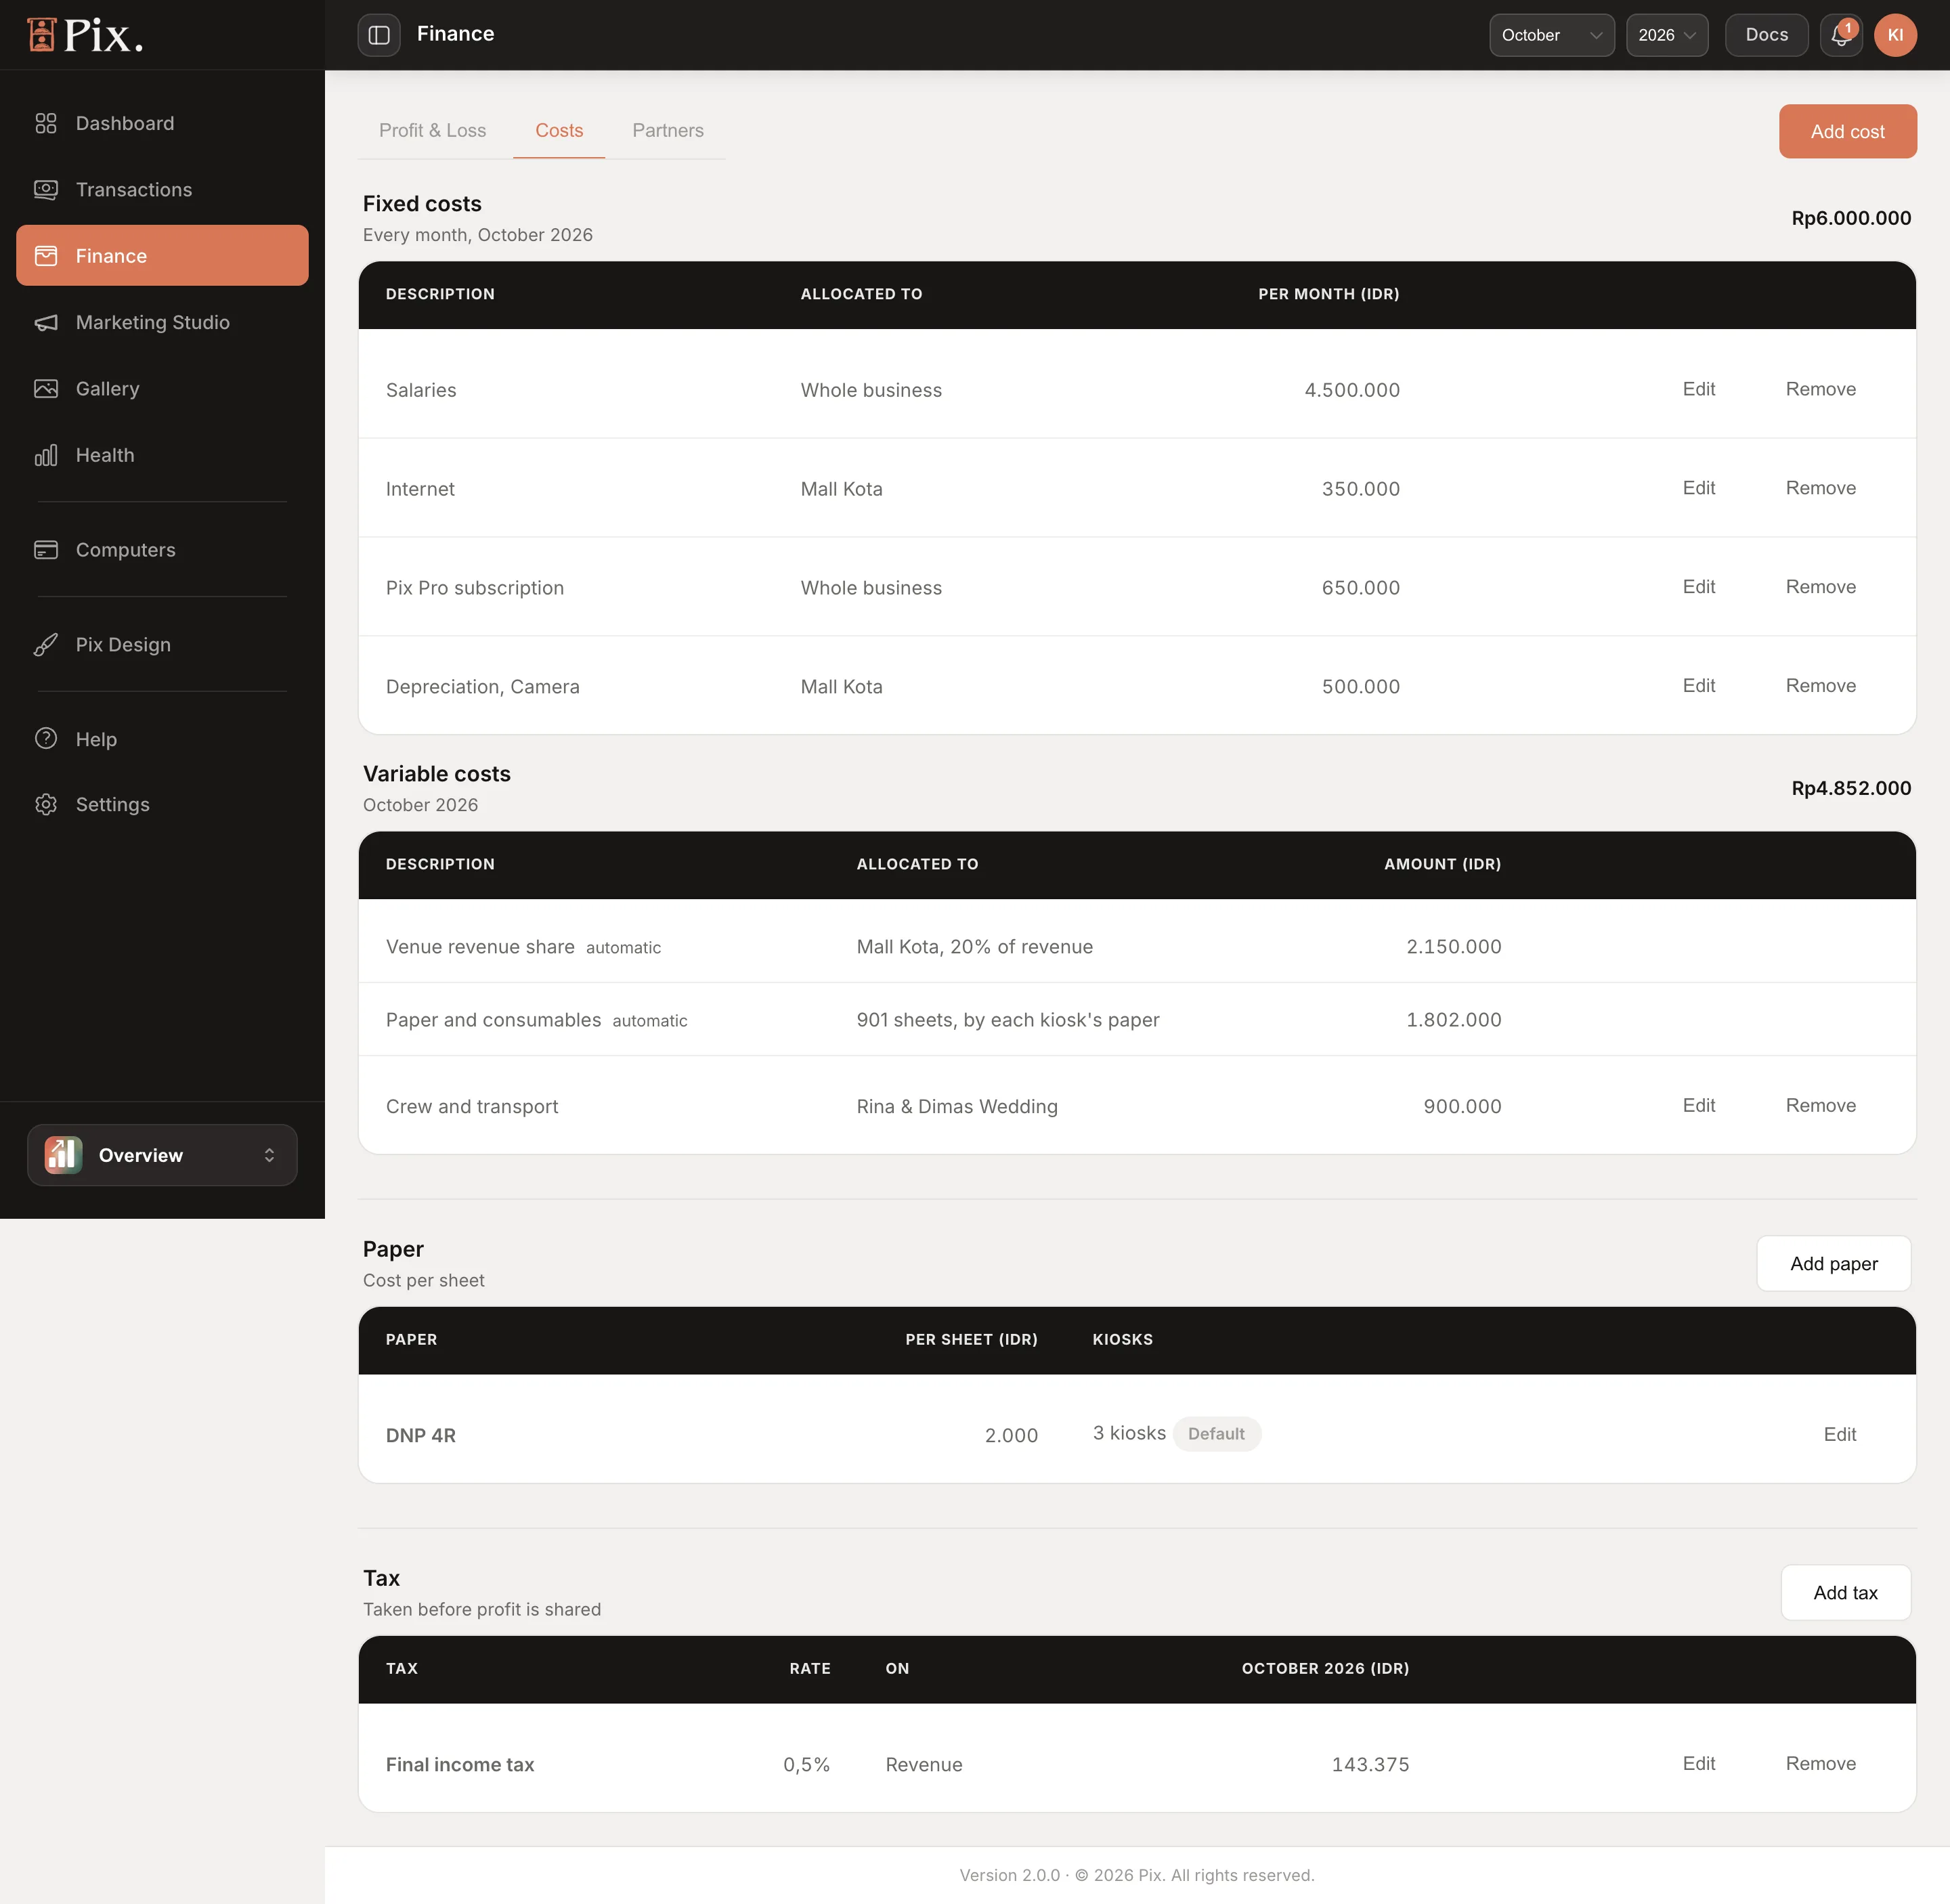 Pix.
Finance
October
2026
Docs
1
KI
Dashboard
Transactions
Finance
Marketing Studio
Gallery
Health
Computers
Pix Design
Help
Settings
Overview
Profit & Loss Costs Partners
Add cost
Fixed costs
Every month, October 2026
Rp6.000.000
DESCRIPTION ALLOCATED TO PER MONTH (IDR)
Salaries Whole business 4.500.000 Edit Remove
Internet Mall Kota 350.000 Edit Remove
Pix Pro subscription Whole business 650.000 Edit Remove
Depreciation, Camera Mall Kota 500.000 Edit Remove
Variable costs
October 2026
Rp4.852.000
DESCRIPTION ALLOCATED TO AMOUNT (IDR)
Venue revenue share automatic Mall Kota, 20% of revenue 2.150.000
Paper and consumables automatic 901 sheets, by each kiosk's paper 1.802.000
Crew and transport Rina & Dimas Wedding 900.000 Edit Remove
Paper
Cost per sheet
Add paper
PAPER PER SHEET (IDR) KIOSKS
DNP 4R 2.000 3 kiosks Default Edit
Tax
Taken before profit is shared
Add tax
TAX RATE ON OCTOBER 2026 (IDR)
Final income tax 0,5% Revenue 143.375 Edit Remove
Version 2.0.0 · © 2026 Pix. All rights reserved.